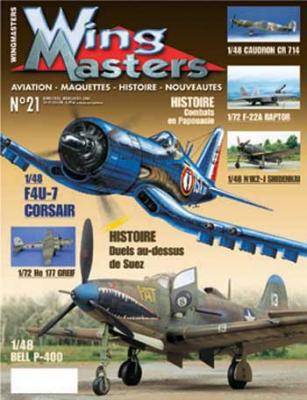 WINGMASTERS
Wing
Masters
AVIATION - MAQUETTES - HISTOIRE - NOUVEAUTES
N°21
HISTOIRE
Combats
en Papouasie
1/48 CAUDRON CR 714
1/72 F-22A RAPTOR
1/48 N1K2-J SHIDENKAI
1/48
F4U-7
CORSAIR
1/72 He 177 GREIF
HISTOIRE
Duels au-dessus
de Suez
1/48
BELL P-400
13